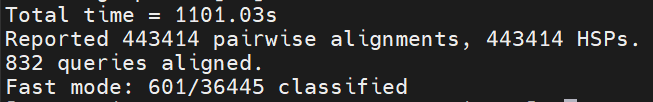 Total time = 1101.03s
Reported 443414 pairwise alignments, 443414 HSPs.
832 queries aligned.
Fast mode: 601/36445 classified